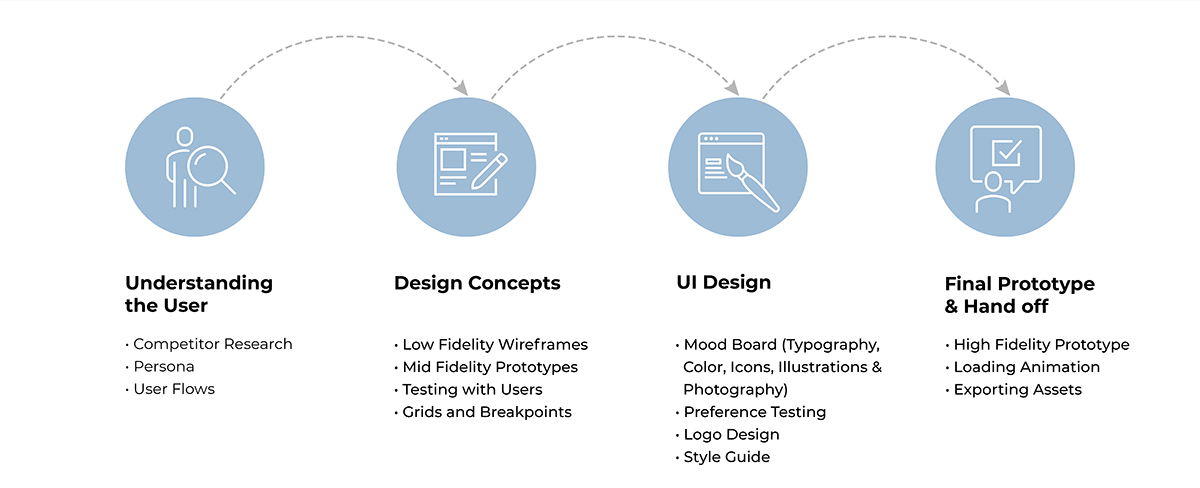 Understanding
the User
• Competitor Research
• Persona
• User Flows
Design Concepts
• Low Fidelity Wireframes
• Mid Fidelity Prototypes
• Testing with Users
• Grids and Breakpoints
UI Design
• Mood Board (Typography,
Color, Icons, Illustrations &
Photography)
• Preference Testing
• Logo Design
• Style Guide
Final Prototype
& Hand off
• High Fidelity Prototype
• Loading Animation
• Exporting Assets